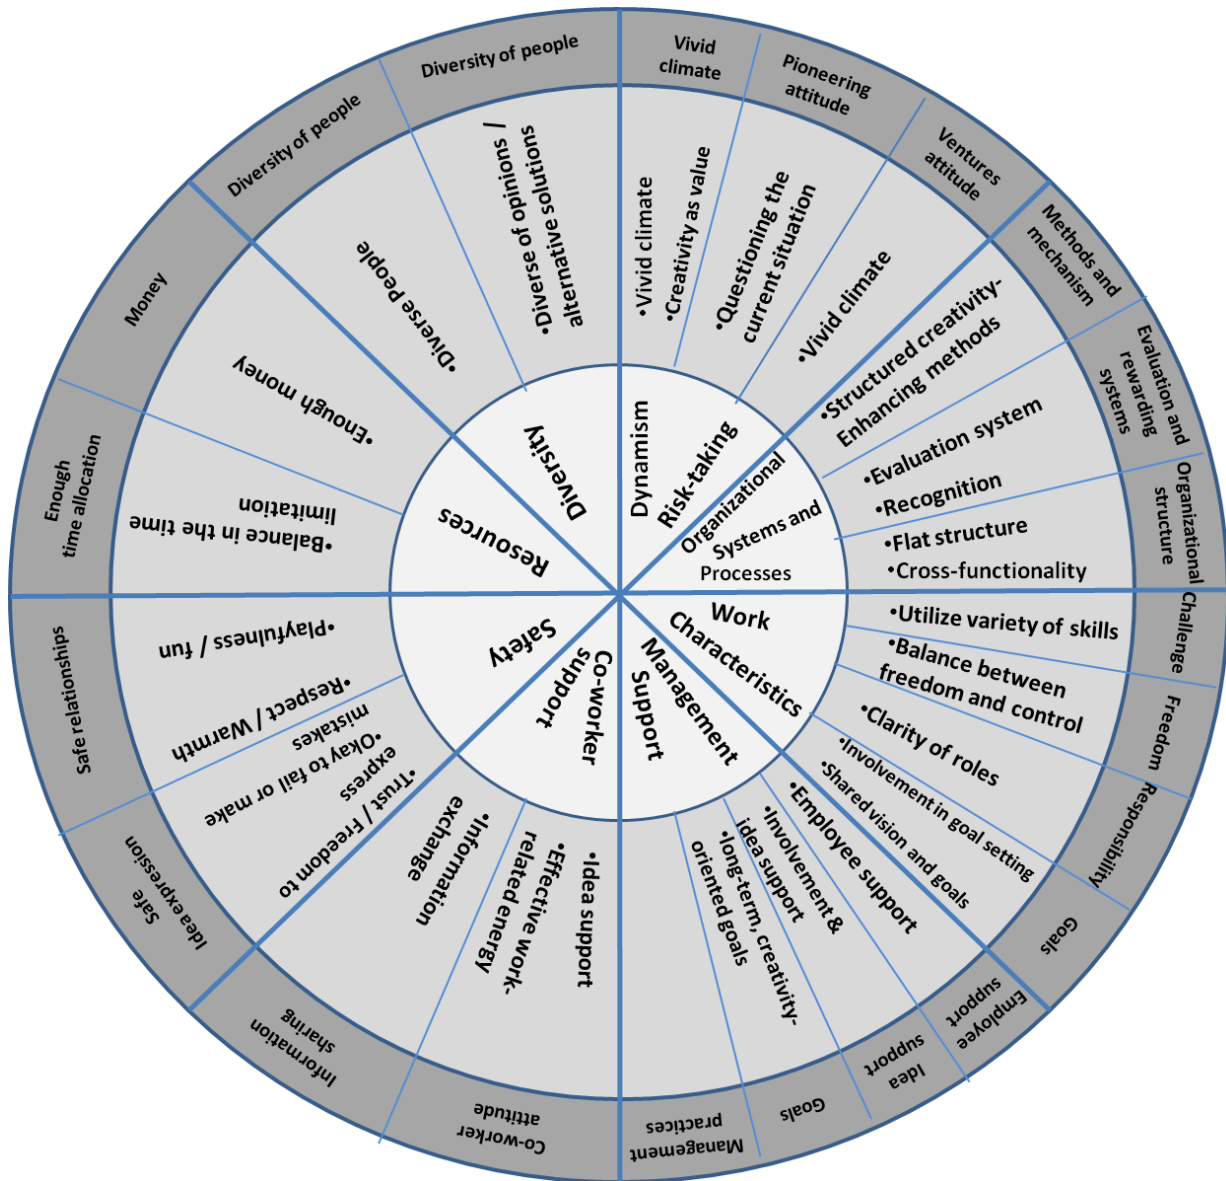 Vivid
climate
Pioneering
attitude
Ventures
attitude
Methods and
mechanism
Evaluation and
rewarding
systems
Organizational
structure
Challenge
Freedom
Responsibility
Goals
Employee
support
Idea
support
Goals
Management
practices
Co-worker
attitude
Information
sharing
Safe
Idea expression
Safe relationships
Enough
time allocation
Money
Diversity of people
Diversity of people
•Vivid climate
•Creativity as value
•Questioning the
current situation
•Vivid climate
•Structured creativity-
Enhancing methods
•Evaluation system
•Recognition
•Flat structure
•Cross-functionality
•Utilize variety of skills
•Balance between
freedom and control
•Clarity of roles
•Involvement in goal setting
•Shared vision and goals
•Employee support
•Involvement &
idea support
•long-term, creativity-
oriented goals
•Idea support
•Effective work-
related energy
•Information
exchange
•Trust / Freedom to
express
•Okay to fail or make
mistakes
•Respect / Warmth
•Playfulness / fun
•Balance in the time
limitation
•Enough money
•Diverse People
•Diverse of opinions /
alternative solutions
Dynamism
Risk-taking
Organizational
Systems and
Processes
Work
Characteristics
Management
Support
Co-worker
support
Safety
Resources
Diversity